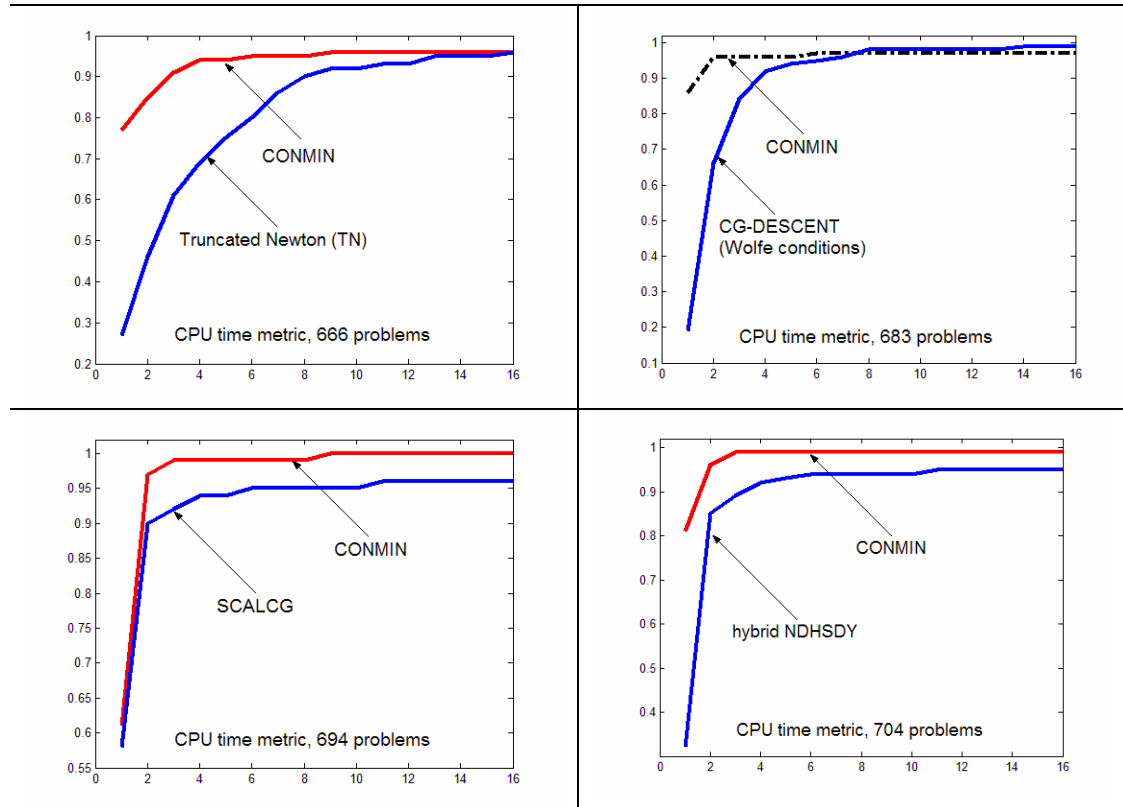 1
0.9
0.8
0.7
0.6
0.5
0.4
0.3
0.2
CONMIN
Truncated Newton (TN)
CPU time metric, 666 problems
0 2 4 6 8 10 12 14 16
1
0.9
0.8
0.7
0.6
0.5
0.4
0.3
0.2
0.1
CONMIN
CG-DESCENT
(Wolfe conditions)
CPU time metric, 683 problems
0 2 4 6 8 10 12 14 16
1
0.95
0.9
0.85
0.8
0.75
0.7
0.65
0.6
0.55
CONMIN
SCALCG
CPU time metric, 694 problems
0 2 4 6 8 10 12 14 16
1
0.9
0.8
0.7
0.6
0.5
0.4
CONMIN
hybrid NDHSDY
CPU time metric, 704 problems
0 2 4 6 8 10 12 14 16